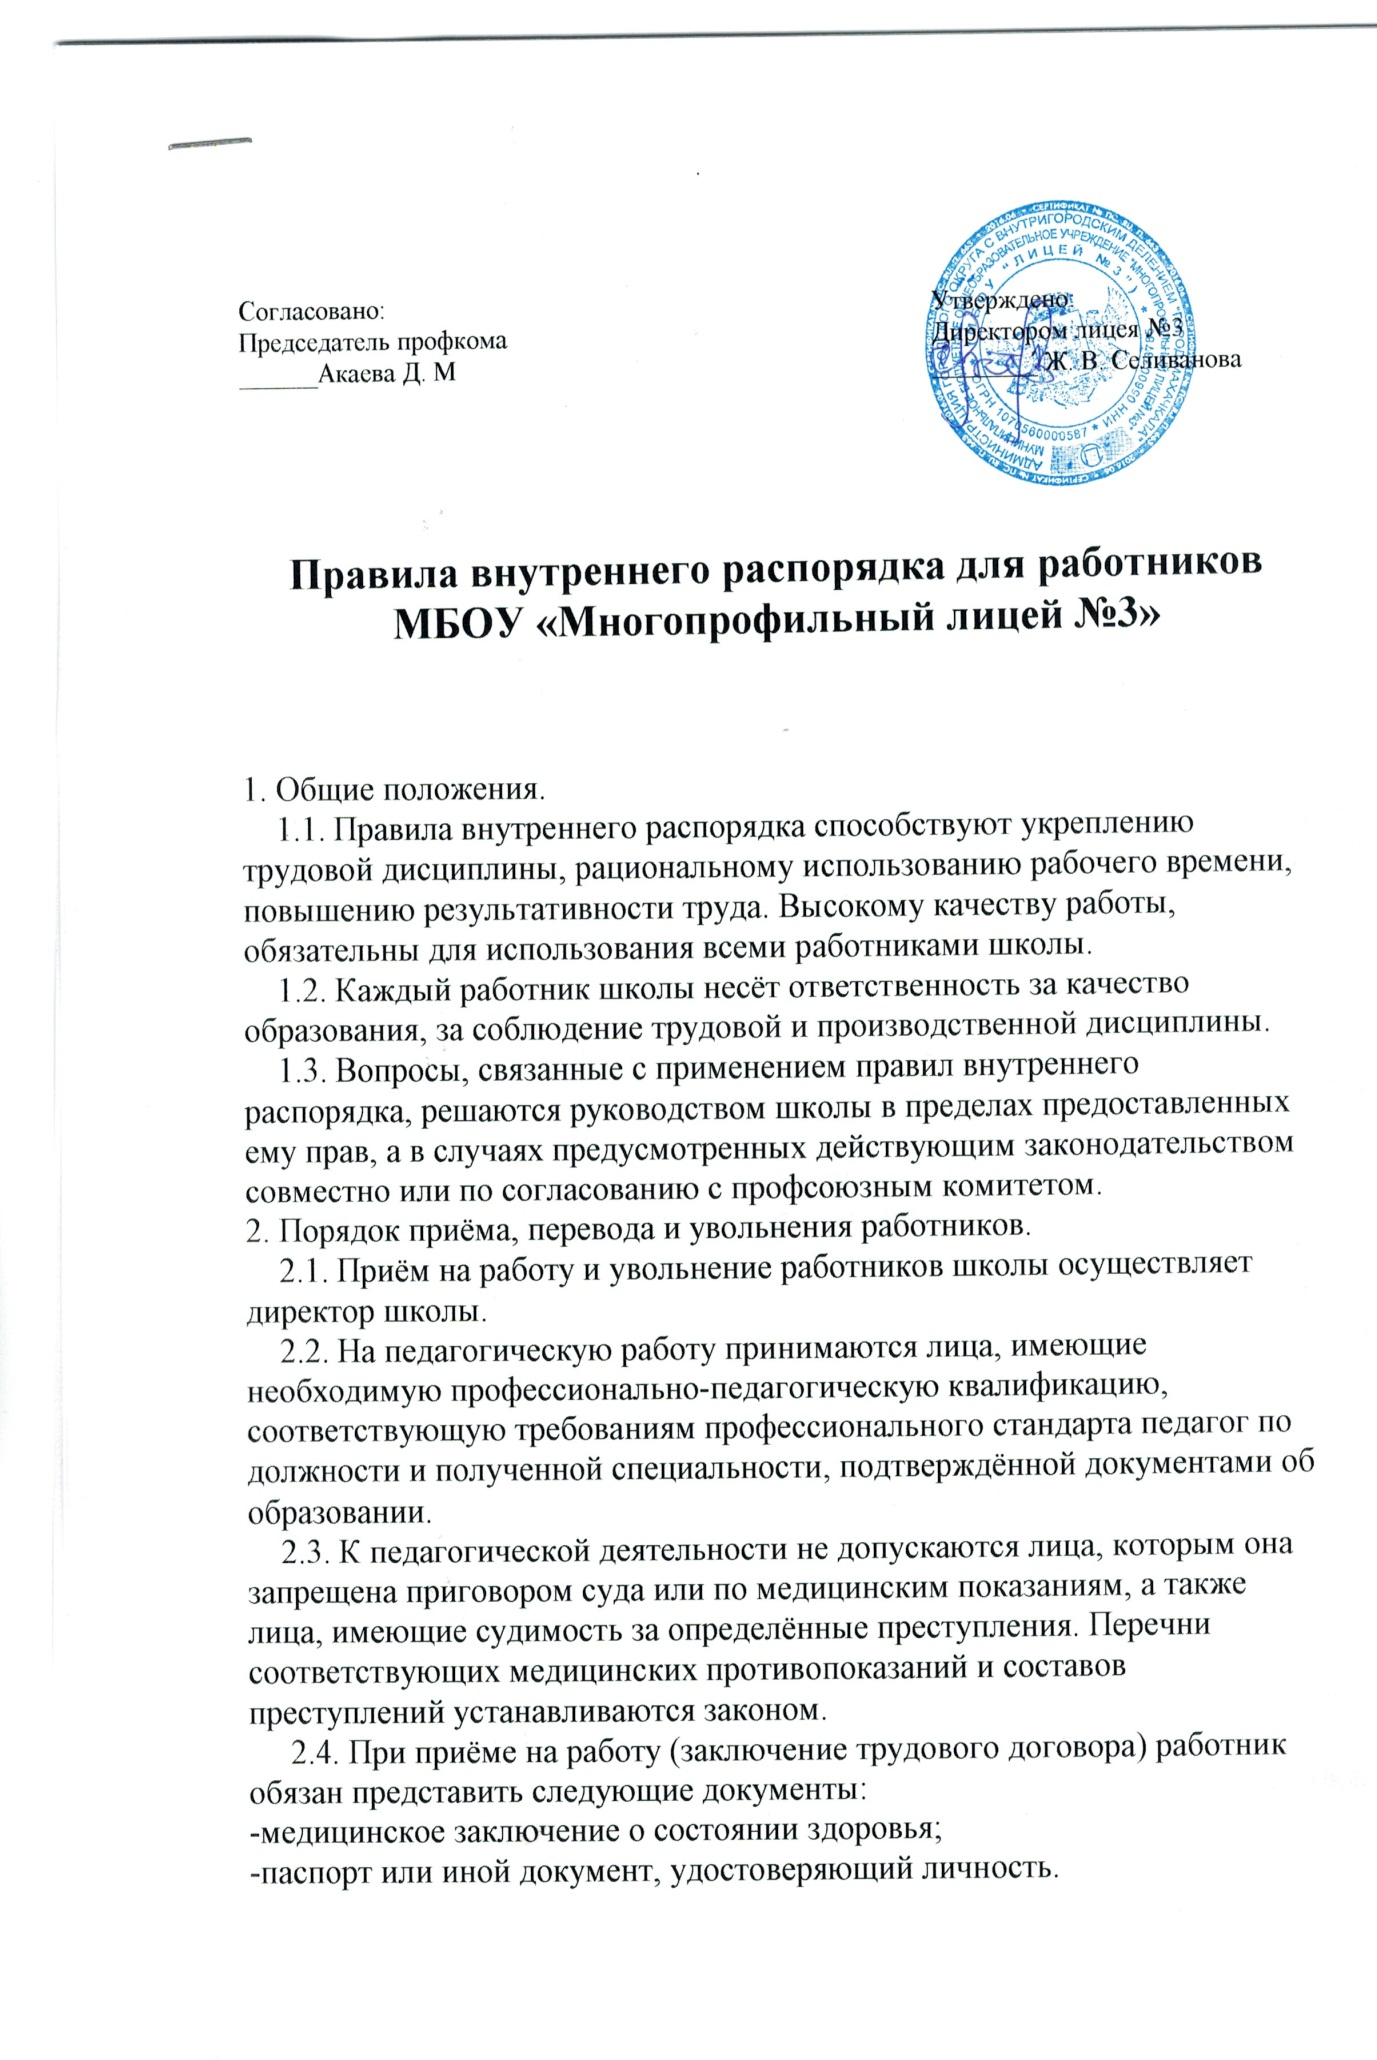 Согласовано:
Председатель профкома
______Акаева Д. М
Утверждено:
Директором лицея №3
________Ж. В. Селиванова
"ЛИЦЕЙ №3")
ОГРН 1070560000587 * ИНН
Правила внутреннего распорядка для работников
МБОУ «Многопрофильный лицей №3»
1. Общие положения.
1.1. Правила внутреннего распорядка способствуют укреплению
трудовой дисциплины, рациональному использованию рабочего времени,
повышению результативности труда. Высокому качеству работы,
обязательны для использования всеми работниками школы.
1.2. Каждый работник школы несёт ответственность за качество
образования, за соблюдение трудовой и производственной дисциплины.
1.3. Вопросы, связанные с применением правил внутреннего
распорядка, решаются руководством школы в пределах предоставленных
ему прав, а в случаях предусмотренных действующим законодательством
совместно или по согласованию с профсоюзным комитетом.
2. Порядок приёма, перевода и увольнения работников.
2.1. Приём на работу и увольнение работников школы осуществляет
директор школы.
2.2. На педагогическую работу принимаются лица, имеющие
необходимую профессионально-педагогическую квалификацию,
соответствующую требованиям профессионального стандарта педагог по
должности и полученной специальности, подтверждённой документами об
образовании.
2.3. К педагогической деятельности не допускаются лица, которым она
запрещена приговором суда или по медицинским показаниям, а также
лица, имеющие судимость за определённые преступления. Перечни
соответствующих медицинских противопоказаний и составов
преступлений устанавливаются законом.
2.4. При приёме на работу (заключение трудового договора) работник
обязан представить следующие документы:
-медицинское заключение о состоянии здоровья;
-паспорт или иной документ, удостоверяющий личность.